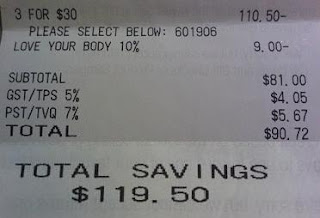 3 FOR $30 110.50-
PLEASE SELECT BELOW: 601906
LOVE YOUR BODY 10% 9.00-
SUBTOTAL $81.00
GST/TPS 5% $4.05
PST/TVQ 7% $5.67
TOTAL $90.72
TOTAL SAVINGS
$119.50